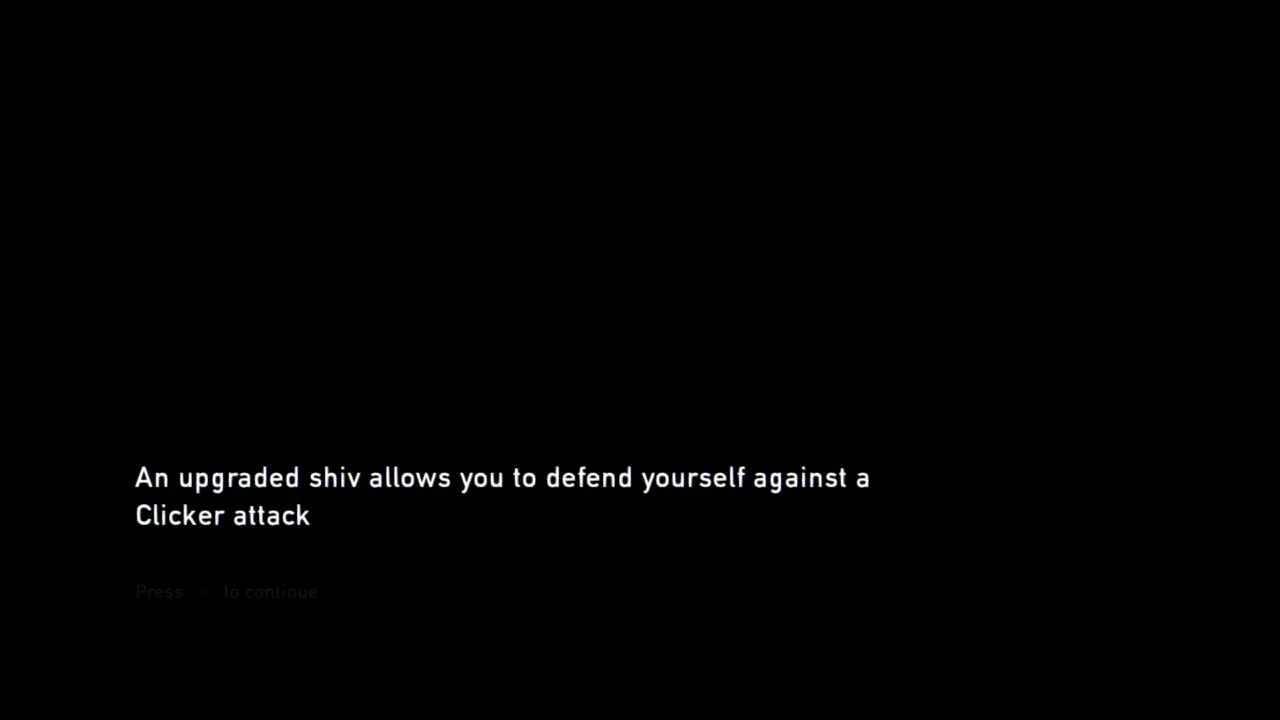 An upgraded shiv allows you to defend yourself against a
Clicker attack
Press × to continue